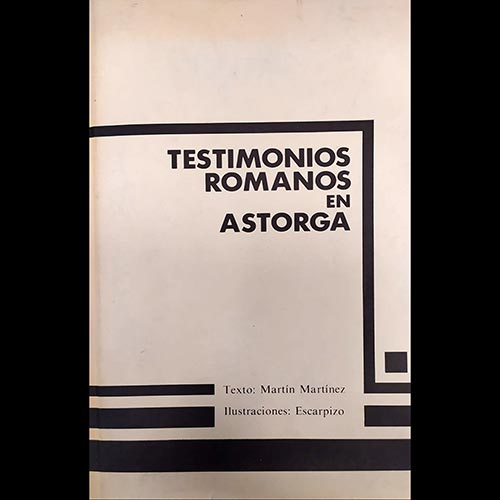 TESTIMONIOS
ROMANOS
EN
ASTORGA
Texto: Martín Martínez
Ilustraciones: Escarpizo